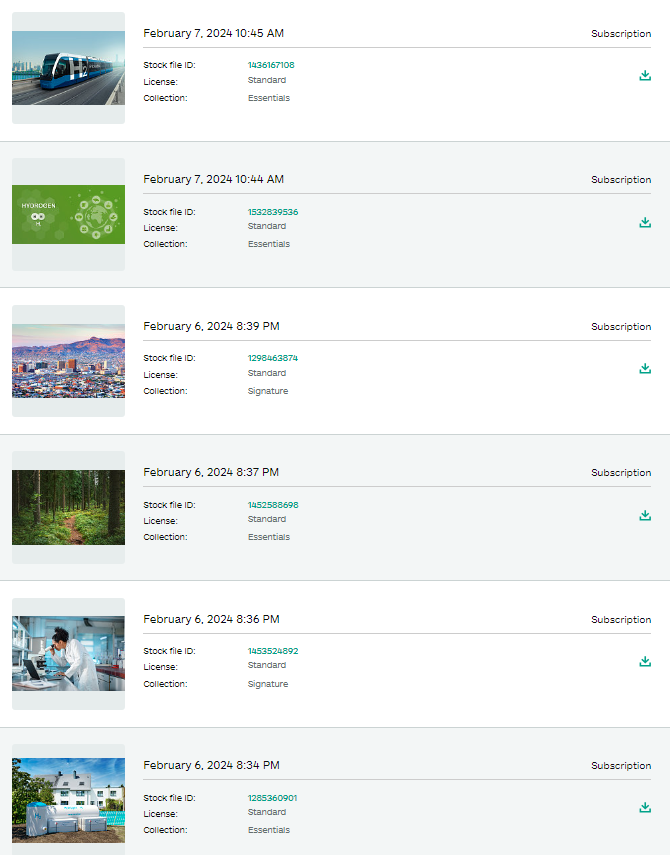 February 7, 2024 10:45 AM Subscription
H2
Stock file ID: 1436167108
License: Standard
Collection: Essentials
February 7, 2024 10:44 AM Subscription
HYDROGEN
H
Stock file ID: 1532839536
License: Standard
Collection: Essentials
February 6, 2024 8:39 PM Subscription
Stock file ID: 1298463874
License: Standard
Collection: Signature
February 6, 2024 8:37 PM Subscription
Stock file ID: 1452588698
License: Standard
Collection: Essentials
February 6, 2024 8:36 PM Subscription
Stock file ID: 1453524892
License: Standard
Collection: Signature
February 6, 2024 8:34 PM Subscription
Stock file ID: 1285360901
License: Standard
Collection: Essentials